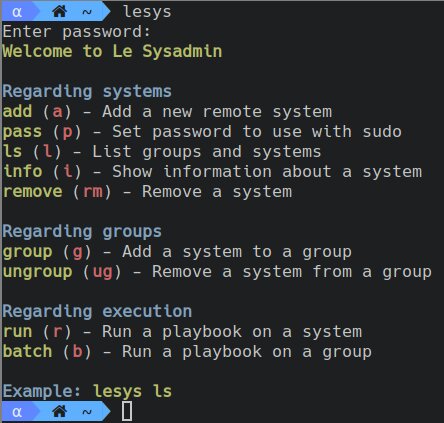 α ~ lesys
Enter password:
Welcome to Le Sysadmin
Regarding systems
add (a) – Add a new remote system
pass (p) – Set password to use with sudo
ls (l) – List groups and systems
info (i) – Show information about a system
remove (rm) – Remove a system
Regarding groups
group (g) – Add a system to a group
ungroup (ug) – Remove a system from a group
Regarding execution
run (r) – Run a playbook on a system
batch (b) – Run a playbook on a group
Example: lesys ls
α ~